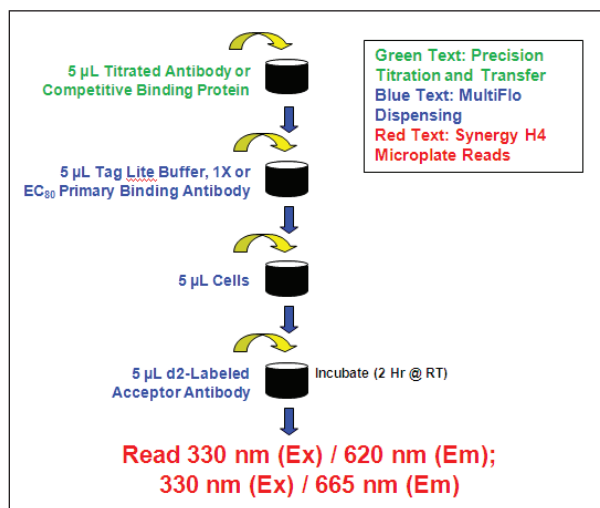 5 µL Titrated Antibody or
Competitive Binding Protein
Green Text: Precision
Titration and Transfer
Blue Text: MultiFlo
Dispensing
Red Text: Synergy H4
Microplate Reads
5 µL Tag Lite Buffer, 1X or
EC80 Primary Binding Antibody
5 µL Cells
5 µL d2-Labeled
Acceptor Antibody
Incubate (2 Hr @ RT)
Read 330 nm (Ex) / 620 nm (Em);
330 nm (Ex) / 665 nm (Em)